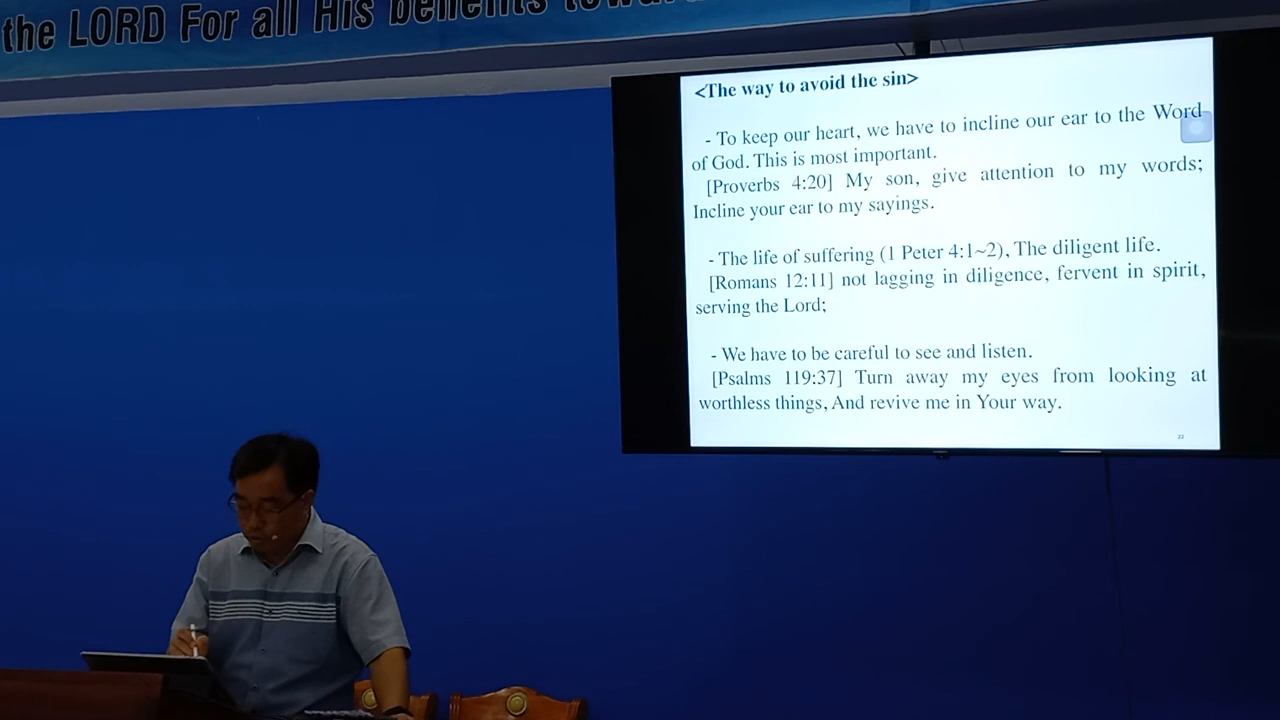 the LORD For all His benefits
<The way to avoid the sin>
- To keep our heart, we have to incline our ear to the Word
of God. This is most important.
[Proverbs 4:20] My son, give attention to my words;
Incline your ear to my sayings.
- The life of suffering (1 Peter 4:1~2), The diligent life.
[Romans 12:11] not lagging in diligence, fervent in spirit,
serving the Lord;
- We have to be careful to see and listen.
[Psalms 119:37] Turn away my eyes from looking at
worthless things, And revive me in Your way.
22